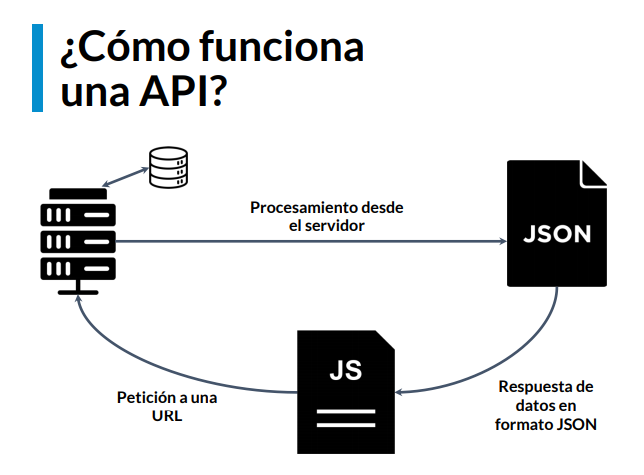 ¿Cómo funciona
una API?
Procesamiento desde
el servidor
JSON
JS
Petición a una
URL
Respuesta de
datos en
formato JSON